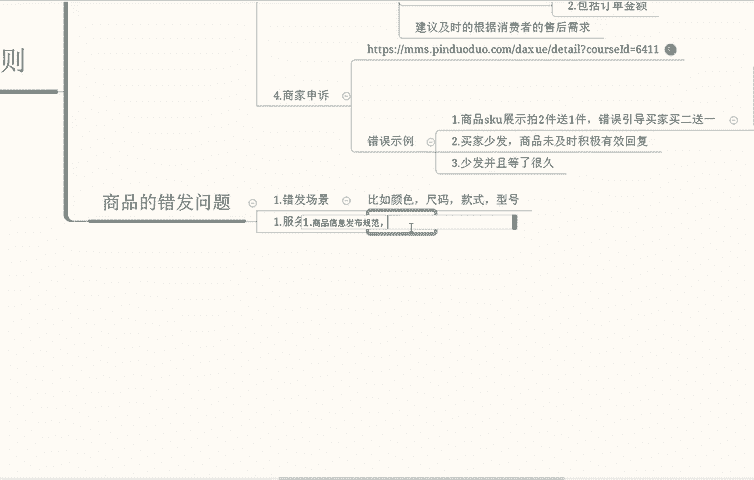 2.包括订单金额
建议及时的根据消费者的售后需求
则
https://mms.pinduoduo.com/daxue/detail?courseId=6411
4.商家申诉
1.商品sku展示拍2件送1件，错误引导买家买二送一
错误示例
2.买家少发，商品未及时积极有效回复
3.少发并且等了很久
商品的错发问题
1.错发场景
比如颜色，尺码，款式，型号
1.服务
1.商品信息发布规范，